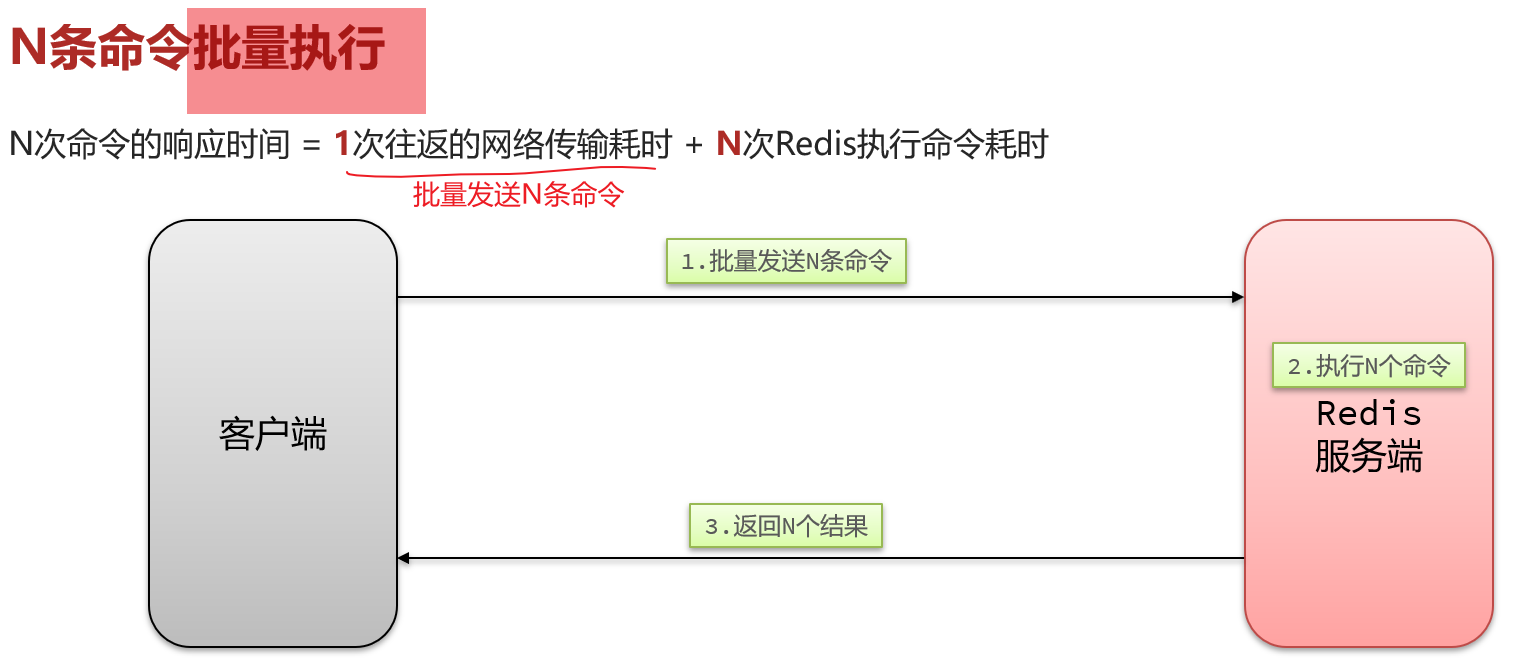 N条命令批量执行
N次命令的响应时间 = 1次往返的网络传输耗时 + N次Redis执行命令耗时
批量发送N条命令
1.批量发送N条命令
2.执行N个命令
客户端
Redis
服务端
3.返回N个结果